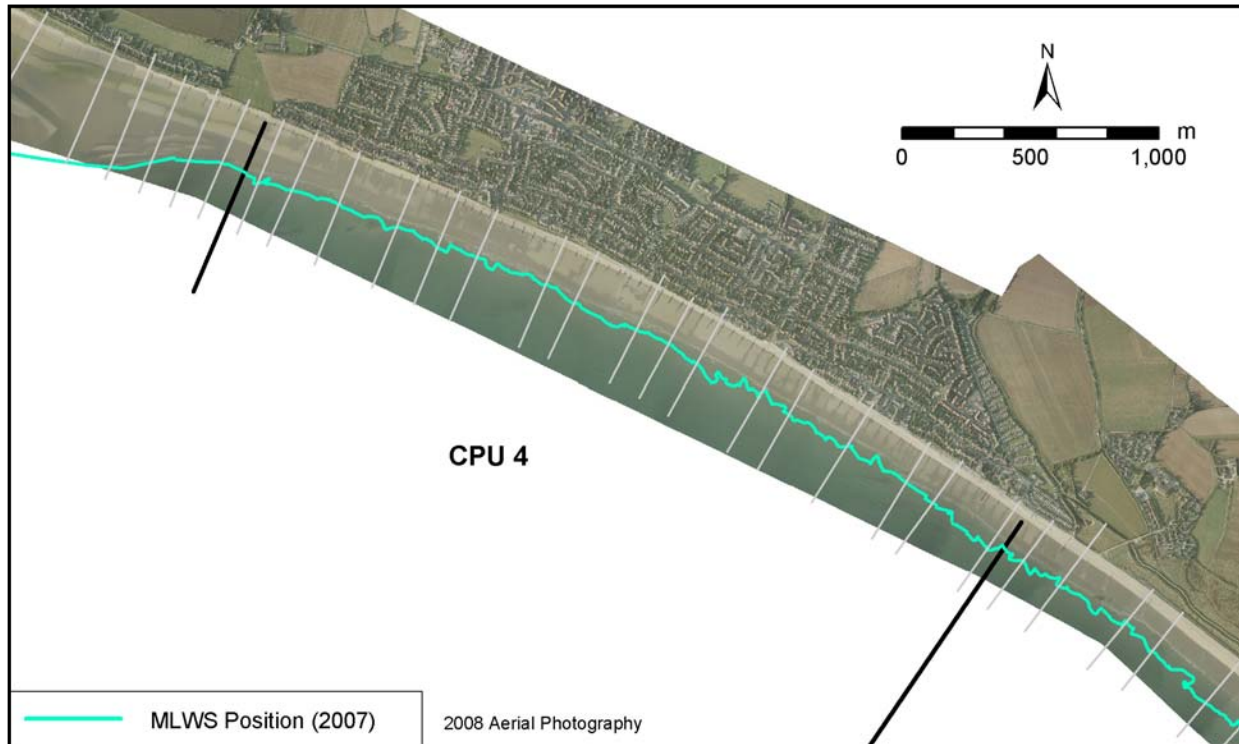 N
m
0 500 1,000
CPU 4
MLWS Position (2007)
2008 Aerial Photography